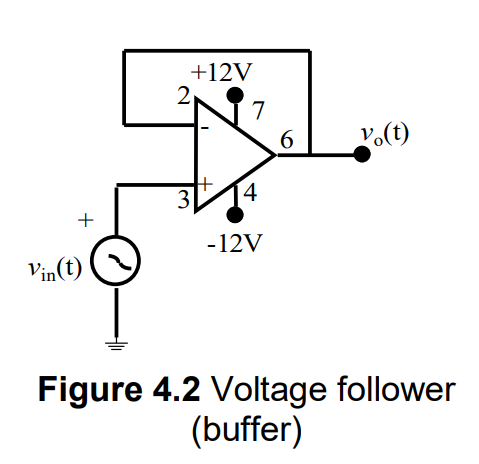 +12V
2
7
-
6
vo(t)
+
3
4
+
-12V
vin(t)
Figure 4.2 Voltage follower
(buffer)